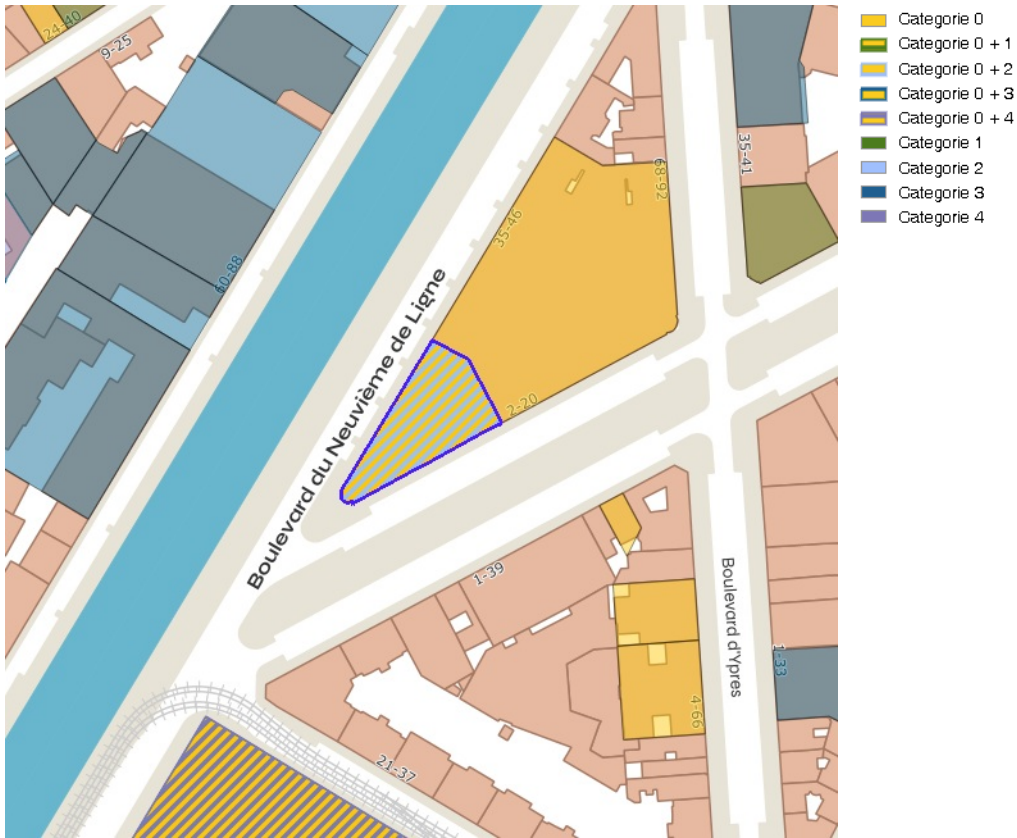 24-40
9-25
60-88
35-46
68-92
35-41
2-20
Boulevard du Neuvième de Ligne
1-39
Boulevard d'Ypres
1-33
4-66
21-37
Categorie 0
Categorie 0 + 1
Categorie 0 + 2
Categorie 0 + 3
Categorie 0 + 4
Categorie 1
Categorie 2
Categorie 3
Categorie 4